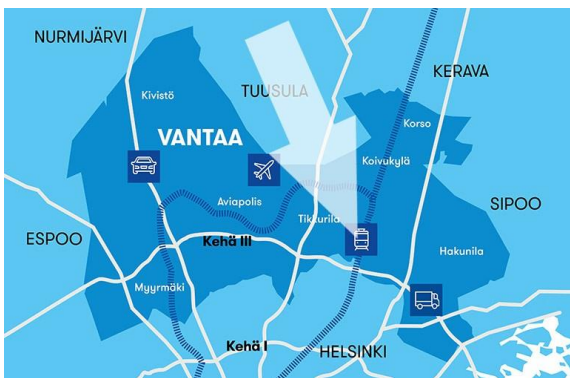 NURMIJÄRVI
KERAVA
TUUSULA
Kivistö
Korso
VANTAA
Koivukylä
Aviapolis
SIPOO
Tikkurila
ESPOO
Kehä III
Hakunila
Myyrmäki
Kehä I
HELSINKI